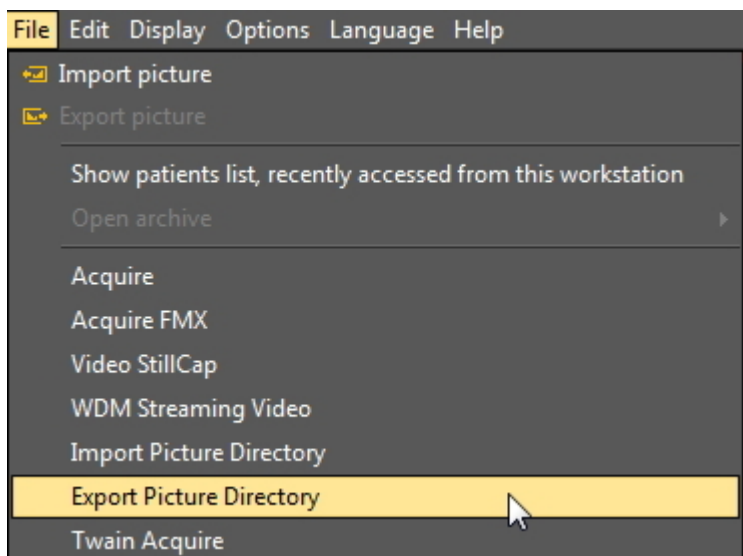 File Edit Display Options Language Help
Import picture
Export picture
Show patients list, recently accessed from this workstation
Open archive
Acquire
Acquire FMX
Video StillCap
WDM Streaming Video
Import Picture Directory
Export Picture Directory
Twain Acquire